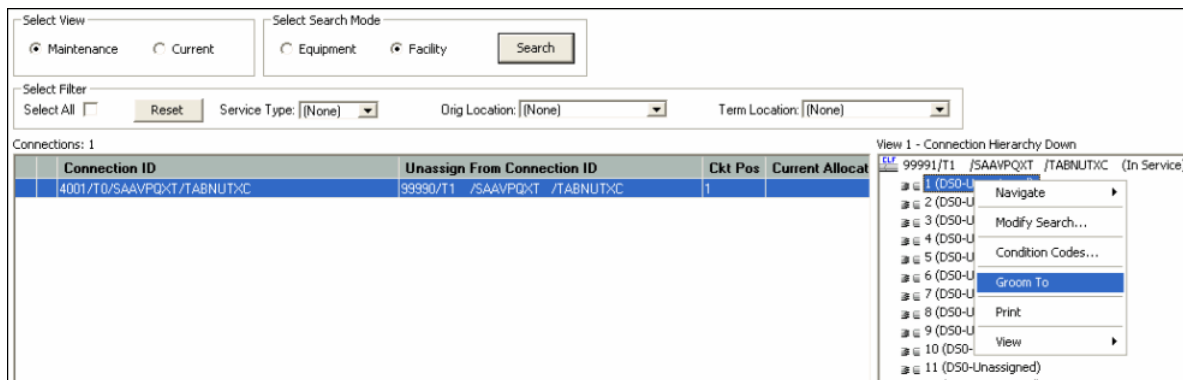 Select View
Maintenance Current
Select Search Mode
Equipment Facility Search
Select Filter
Select All Reset Service Type: (None) Orig Location: (None) Term Location: (None)
Connections: 1
Connection ID Unassign From Connection ID Ckt Pos Current Allocat
4001/T0/SAAVPQXT/TABNUTXC 99990/T1 /SAAVPQXT /TABNUTXC 1
View 1 - Connection Hierarchy Down
CLF 99991/T1 /SAAVPQXT /TABNUTXC (In Service)
1 (DS0-U
2 (DS0-U
3 (DS0-U
4 (DS0-U
5 (DS0-U
6 (DS0-U
7 (DS0-U
8 (DS0-U
9 (DS0-U
10 (DS0-
11 (DS0-Unassigned)
Navigate
Modify Search...
Condition Codes...
Groom To
Print
View